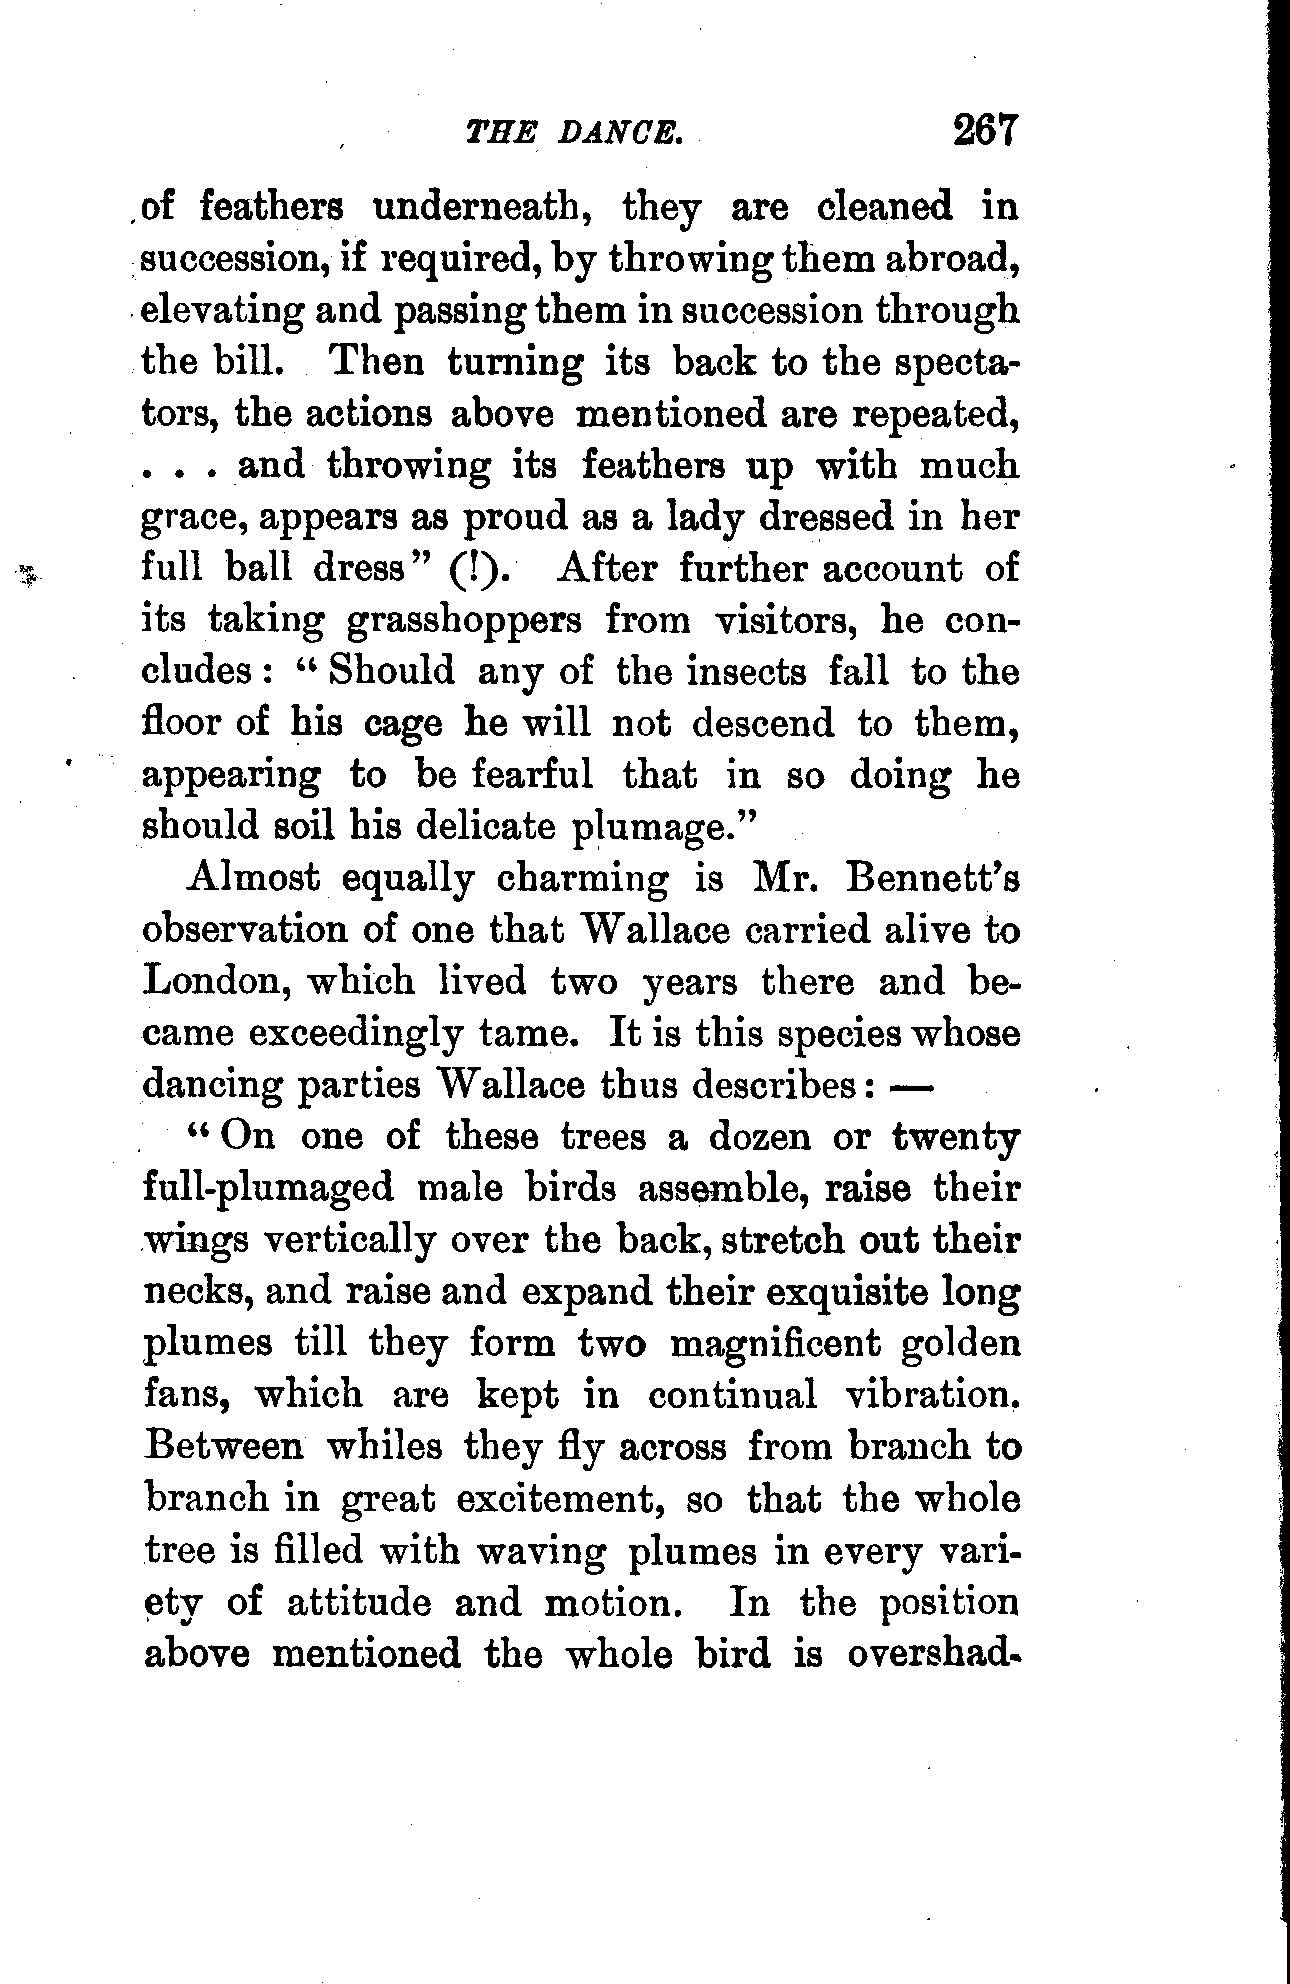 THE DANCE. 267
of feathers underneath, they are cleaned in
succession, if required, by throwing them abroad,
elevating and passing them in succession through
the bill. Then turning its back to the specta-
tors, the actions above mentioned are repeated,
. . . and throwing its feathers up with much
grace, appears as proud as a lady dressed in her
full ball dress” (!). After further account of
its taking grasshoppers from visitors, he con-
cludes: “Should any of the insects fall to the
floor of his cage he will not descend to them,
appearing to be fearful that in so doing he
should soil his delicate plumage.”
Almost equally charming is Mr. Bennett’s
observation of one that Wallace carried alive to
London, which lived two years there and be-
came exceedingly tame. It is this species whose
dancing parties Wallace thus describes: —
“On one of these trees a dozen or twenty
full-plumaged male birds assemble, raise their
wings vertically over the back, stretch out their
necks, and raise and expand their exquisite long
plumes till they form two magnificent golden
fans, which are kept in continual vibration.
Between whiles they fly across from branch to
branch in great excitement, so that the whole
tree is filled with waving plumes in every vari-
ety of attitude and motion. In the position
above mentioned the whole bird is overshad-